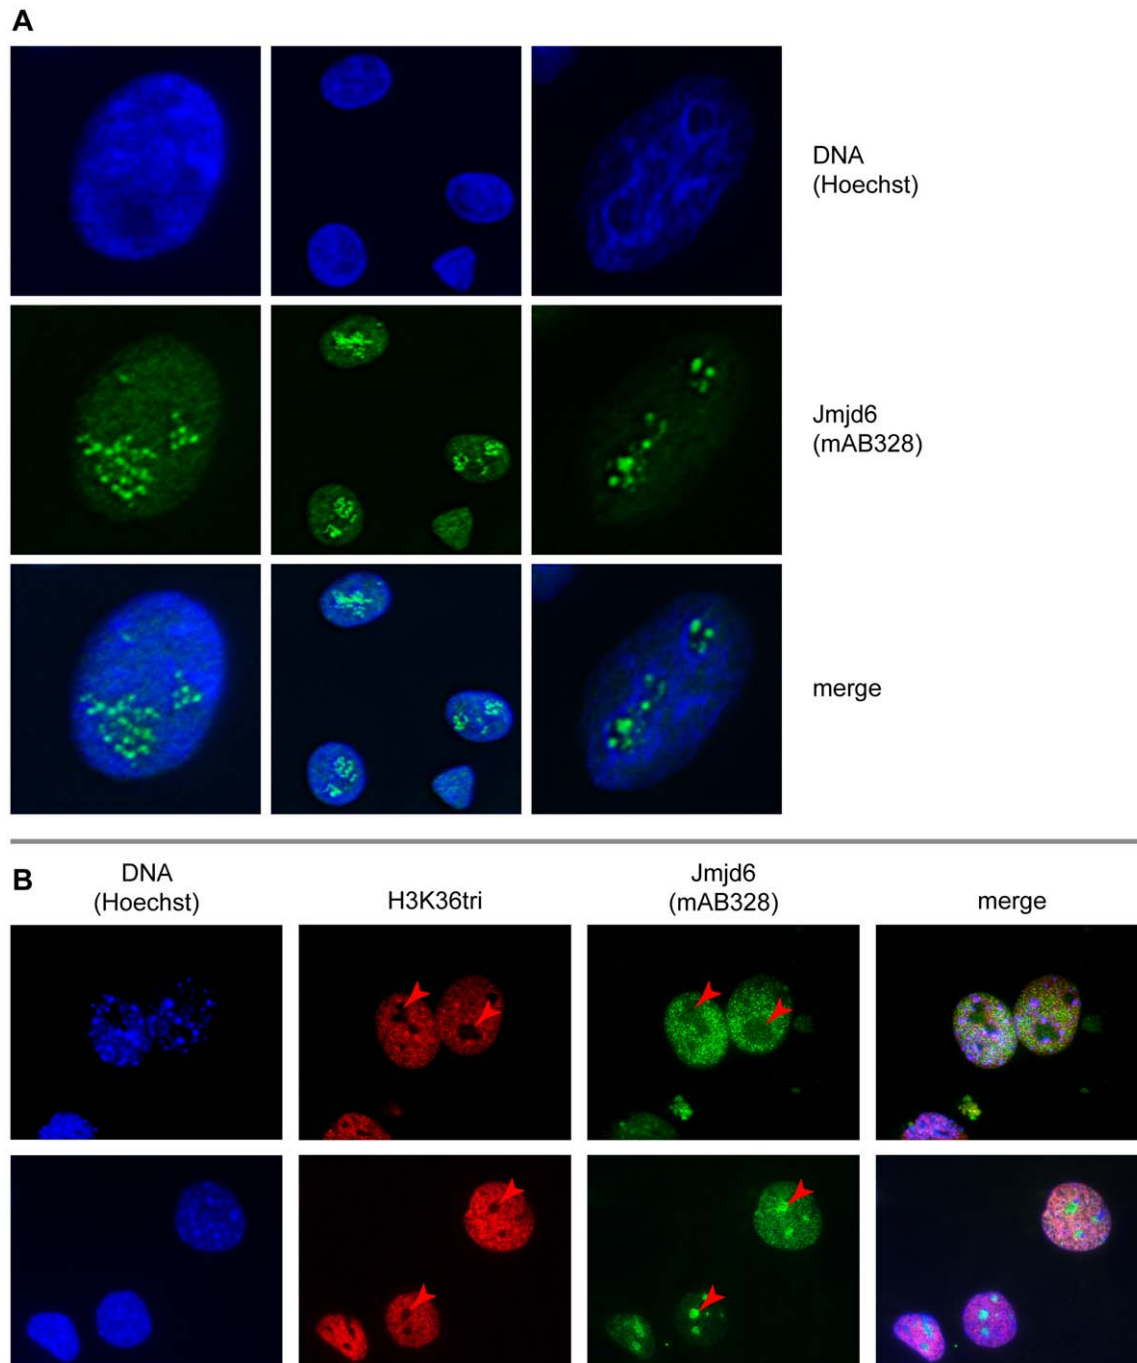 A
DNA
(Hoechst)
Jmjd6
(mAB328)
merge
B
DNA
(Hoechst)
H3K36tri
Jmjd6
(mAB328)
merge